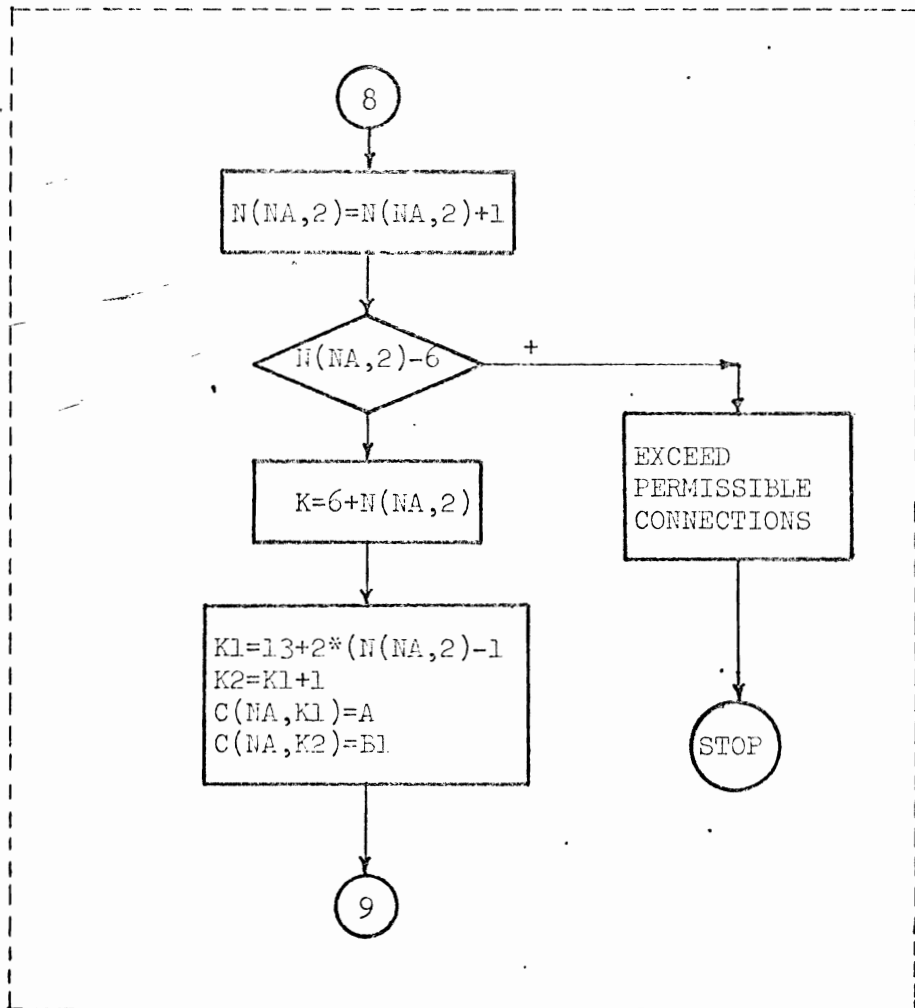 8
N(NA,2)=N(NA,2)+1
N(NA,2)-6
+
K=6+N(NA,2)
EXCEED
PERMISSIBLE
CONNECTIONS
K1=13+2*(N(NA,2)-1
K2=K1+1
C(NA,K1)=A
C(NA,K2)=B1
STOP
9